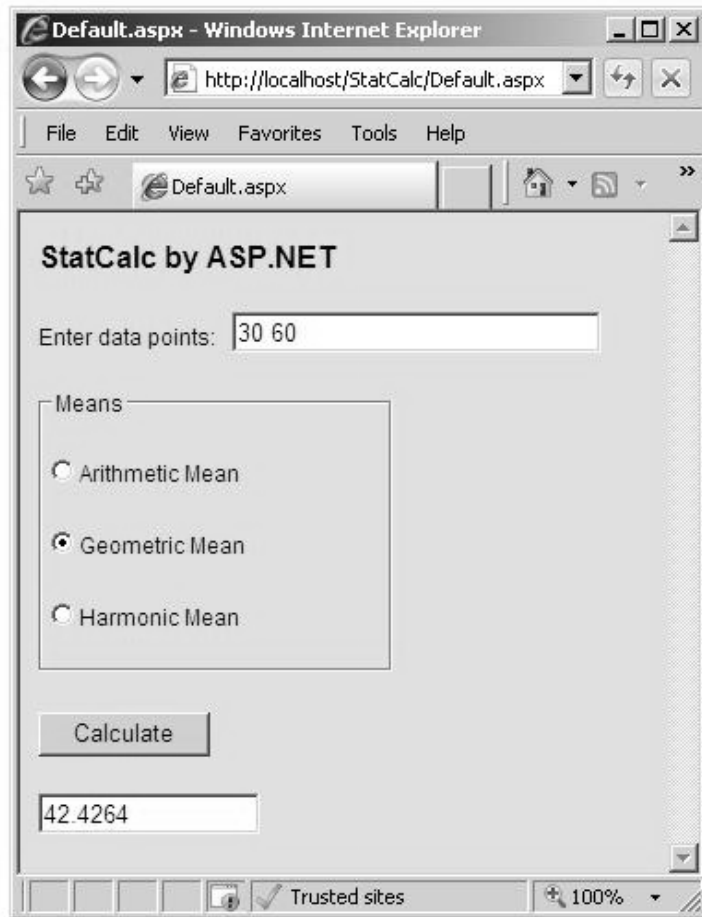 Default.aspx - Windows Internet Explorer
http://localhost/StatCalc/Default.aspx
File Edit View Favorites Tools Help
Default.aspx
»
StatCalc by ASP.NET
Enter data points: 30 60
Means
Arithmetic Mean
Geometric Mean
Harmonic Mean
Calculate
42.4264
Trusted sites
100%